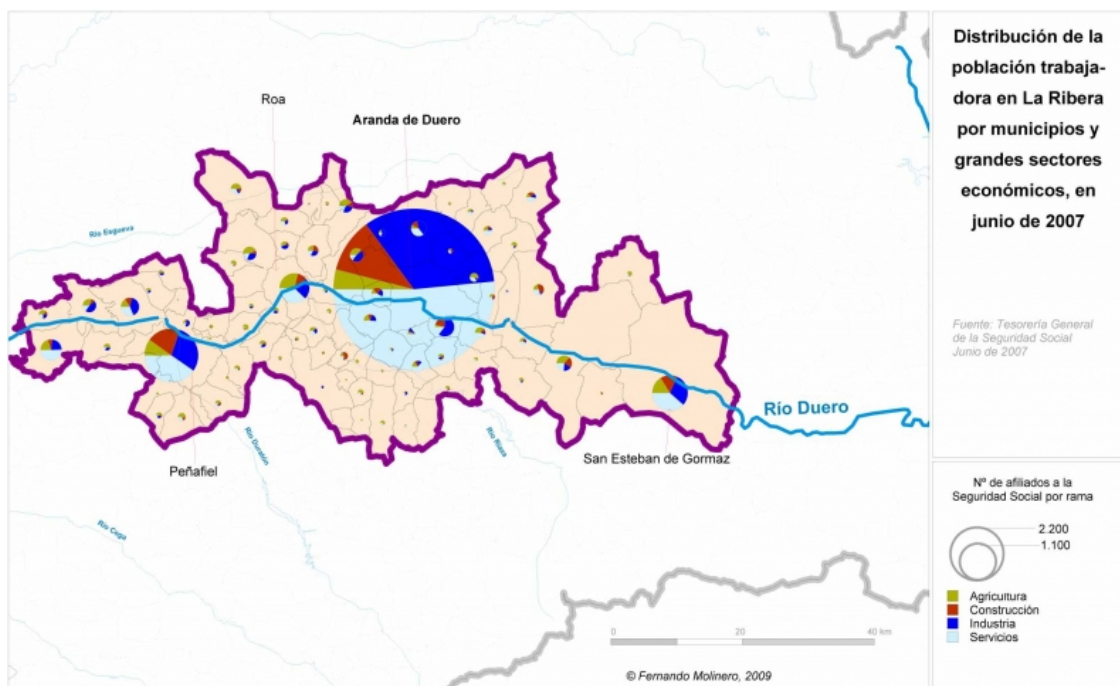 Distribución de la
población trabaja-
dora en La Ribera
por municipios y
grandes sectores
económicos, en
junio de 2007
Roa
Aranda de Duero
Río Esgueva
Fuente: Tesorería General
de la Seguridad Social
Junio de 2007
Río Duero
Peñafiel
Río Duratón
Río Riaza
San Esteban de Gormaz
Río Cega
Nº de afiliados a la
Seguridad Social por rama
2.200
1.100
Agricultura
Construcción
Industria
Servicios
0 20 40 km
© Fernando Molinero, 2009